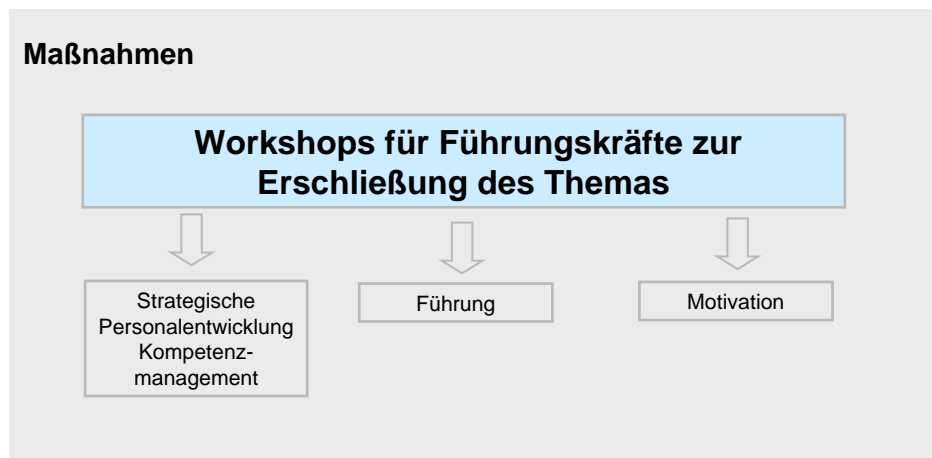 Maßnahmen
Workshops für Führungskräfte zur
Erschließung des Themas
Strategische
Personalentwicklung
Kompetenz-
management
Führung
Motivation